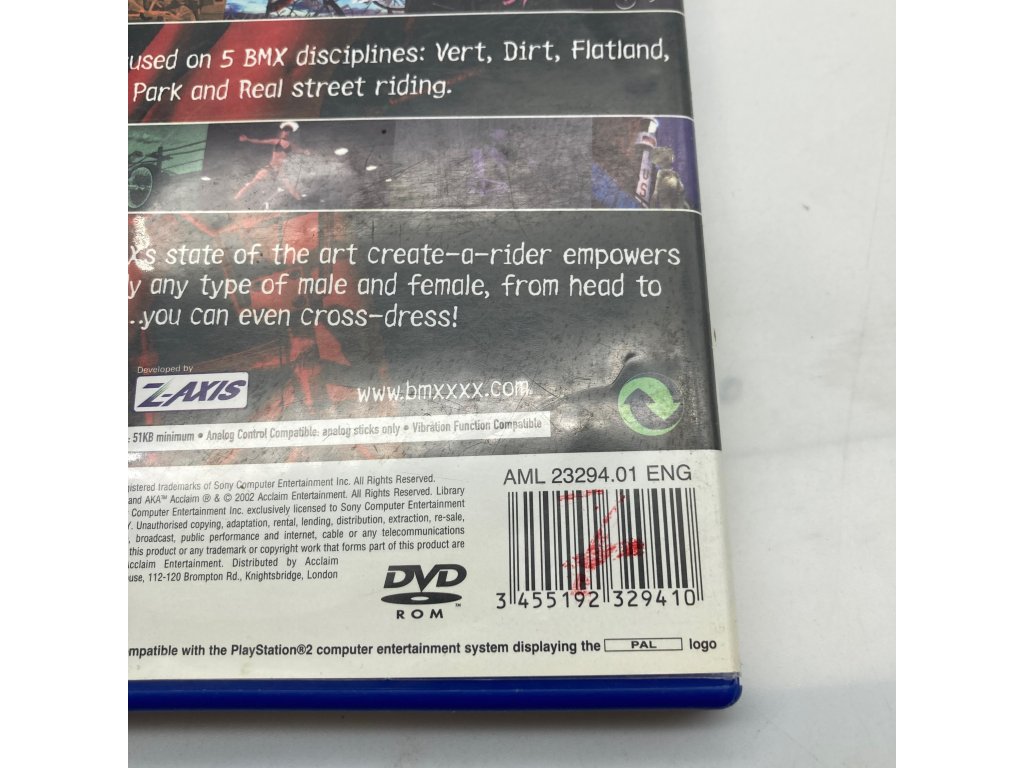 used on 5 BMX disciplines: Vert, Dirt, Flatland,
Park and Real street riding.
X's state of the art create-a-rider empowers
y any type of male and female, from head to
..you can even cross-dress!
Developed by
Z-AXIS
www.bmxxxx.com
: 51KB minimum • Analog Control Compatible: analog sticks only • Vibration Function Compatible
gistered trademarks of Sony Computer Entertainment Inc. All Rights Reserved.
and AKA™ Acclaim ® & © 2002 Acclaim Entertainment. All Rights Reserved. Library
Computer Entertainment Inc. exclusively licensed to Sony Computer Entertainment
Y. Unauthorised copying, adaptation, rental, lending, distribution, extraction, re-sale,
, broadcast, public performance and internet, cable or any telecommunications
this product or any trademark or copyright work that forms part of this product are
cclaim Entertainment. Distributed by Acclaim
use, 112-120 Brompton Rd., Knightsbridge, London
DVD
ROM
AML 23294.01 ENG
3 455192 329410
mpatible with the PlayStation®2 computer entertainment system displaying the PAL logo